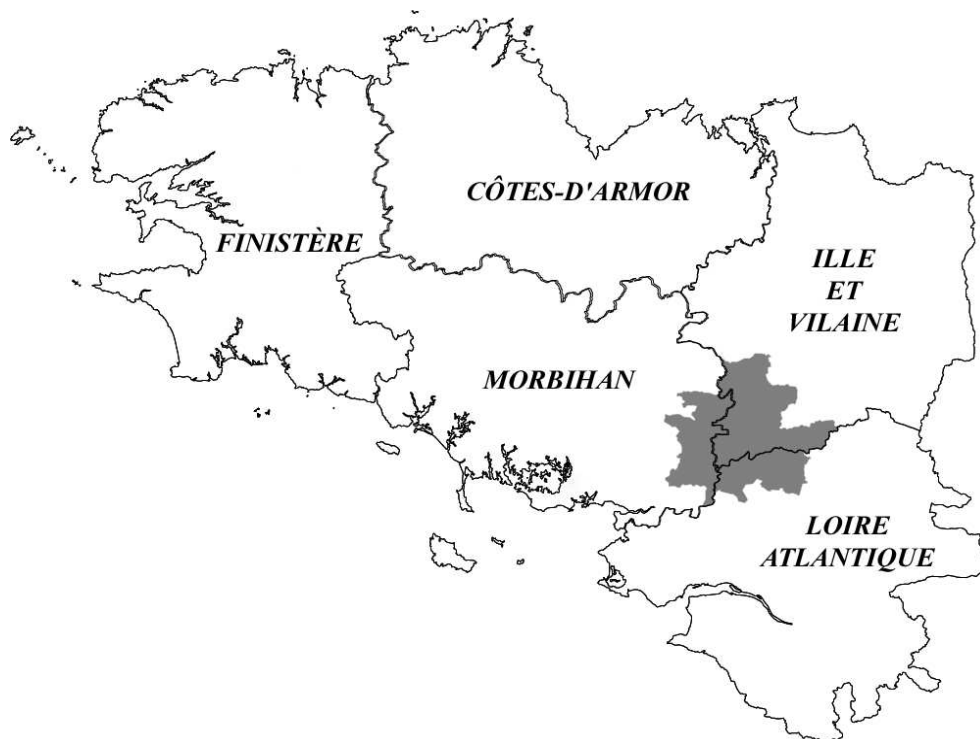 CÔTES-D'ARMOR
FINISTÈRE
ILLE
ET
VILAINE
MORBIHAN
LOIRE
ATLANTIQUE